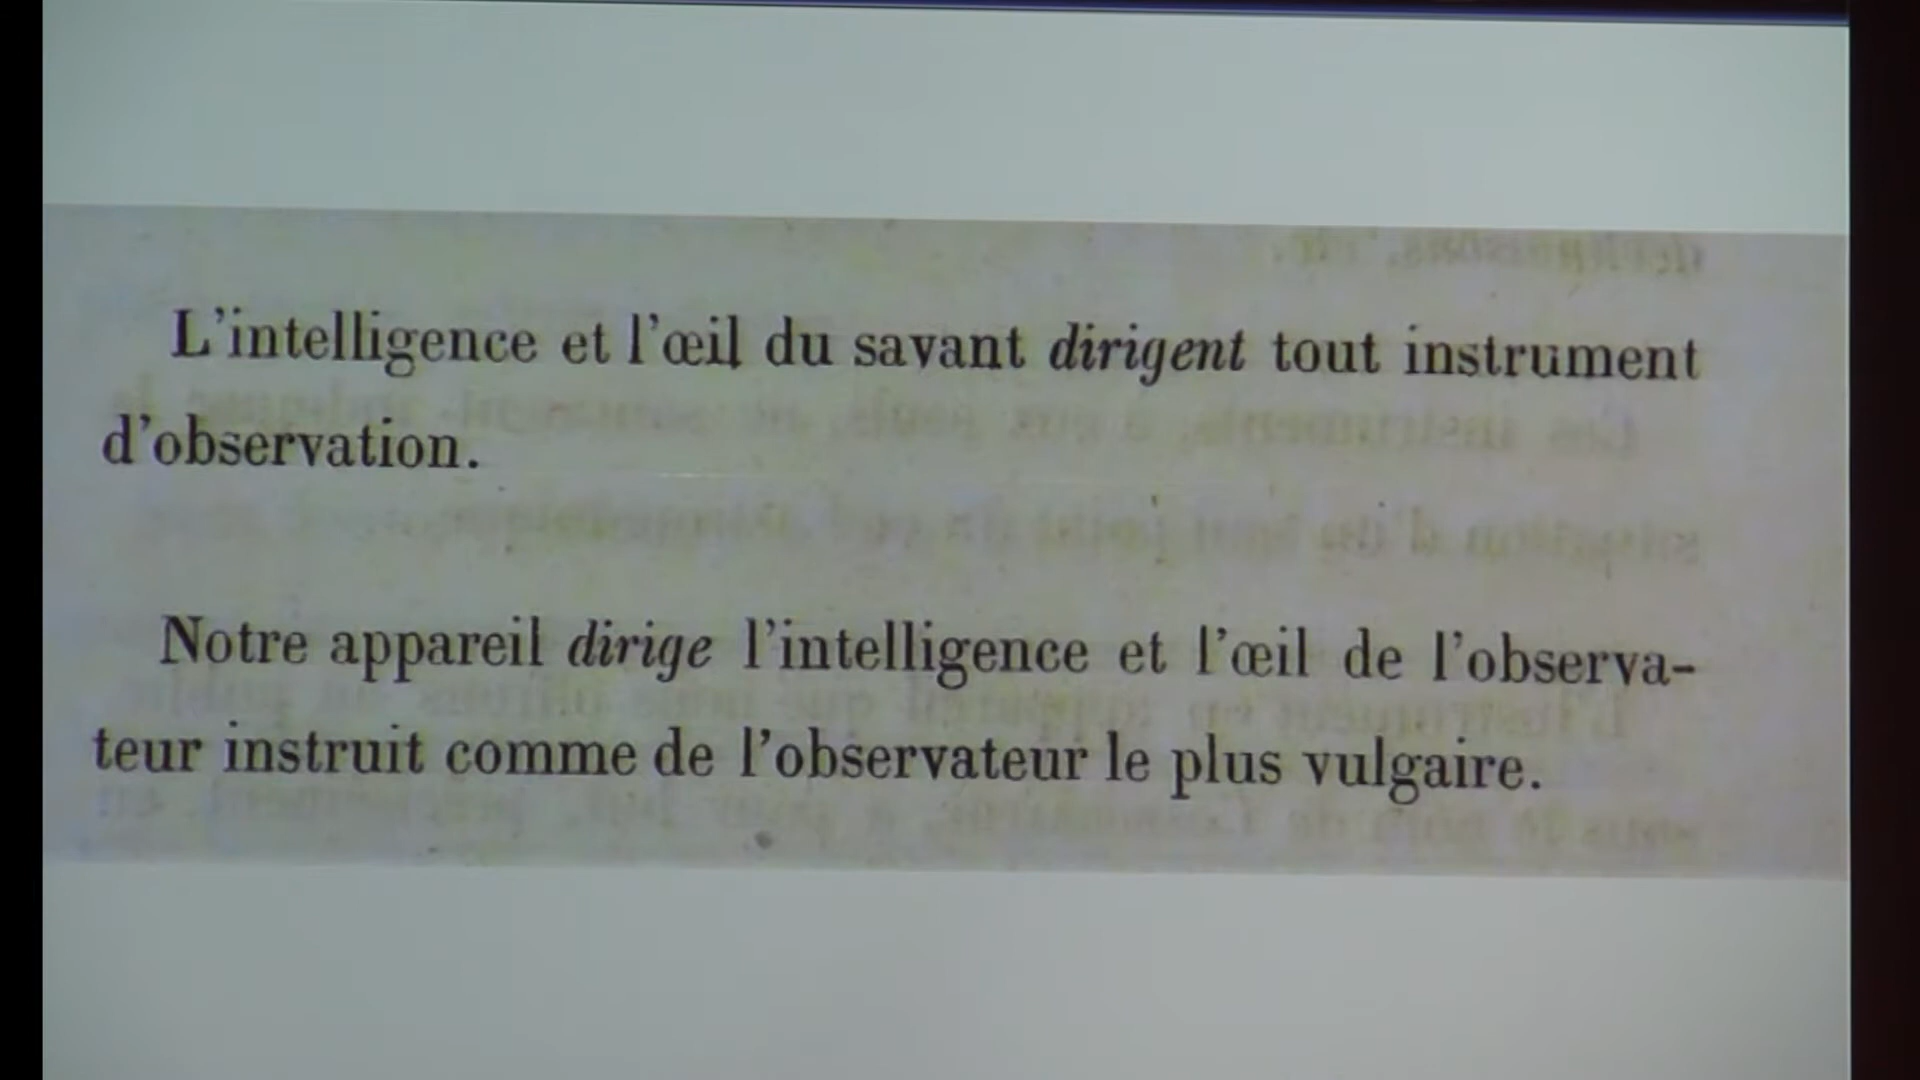 L'intelligence et l'œil du savant dirigent tout instrument
d'observation.
Notre appareil dirige l'intelligence et l'œil de l'observa-
teur instruit comme de l'observateur le plus vulgaire.